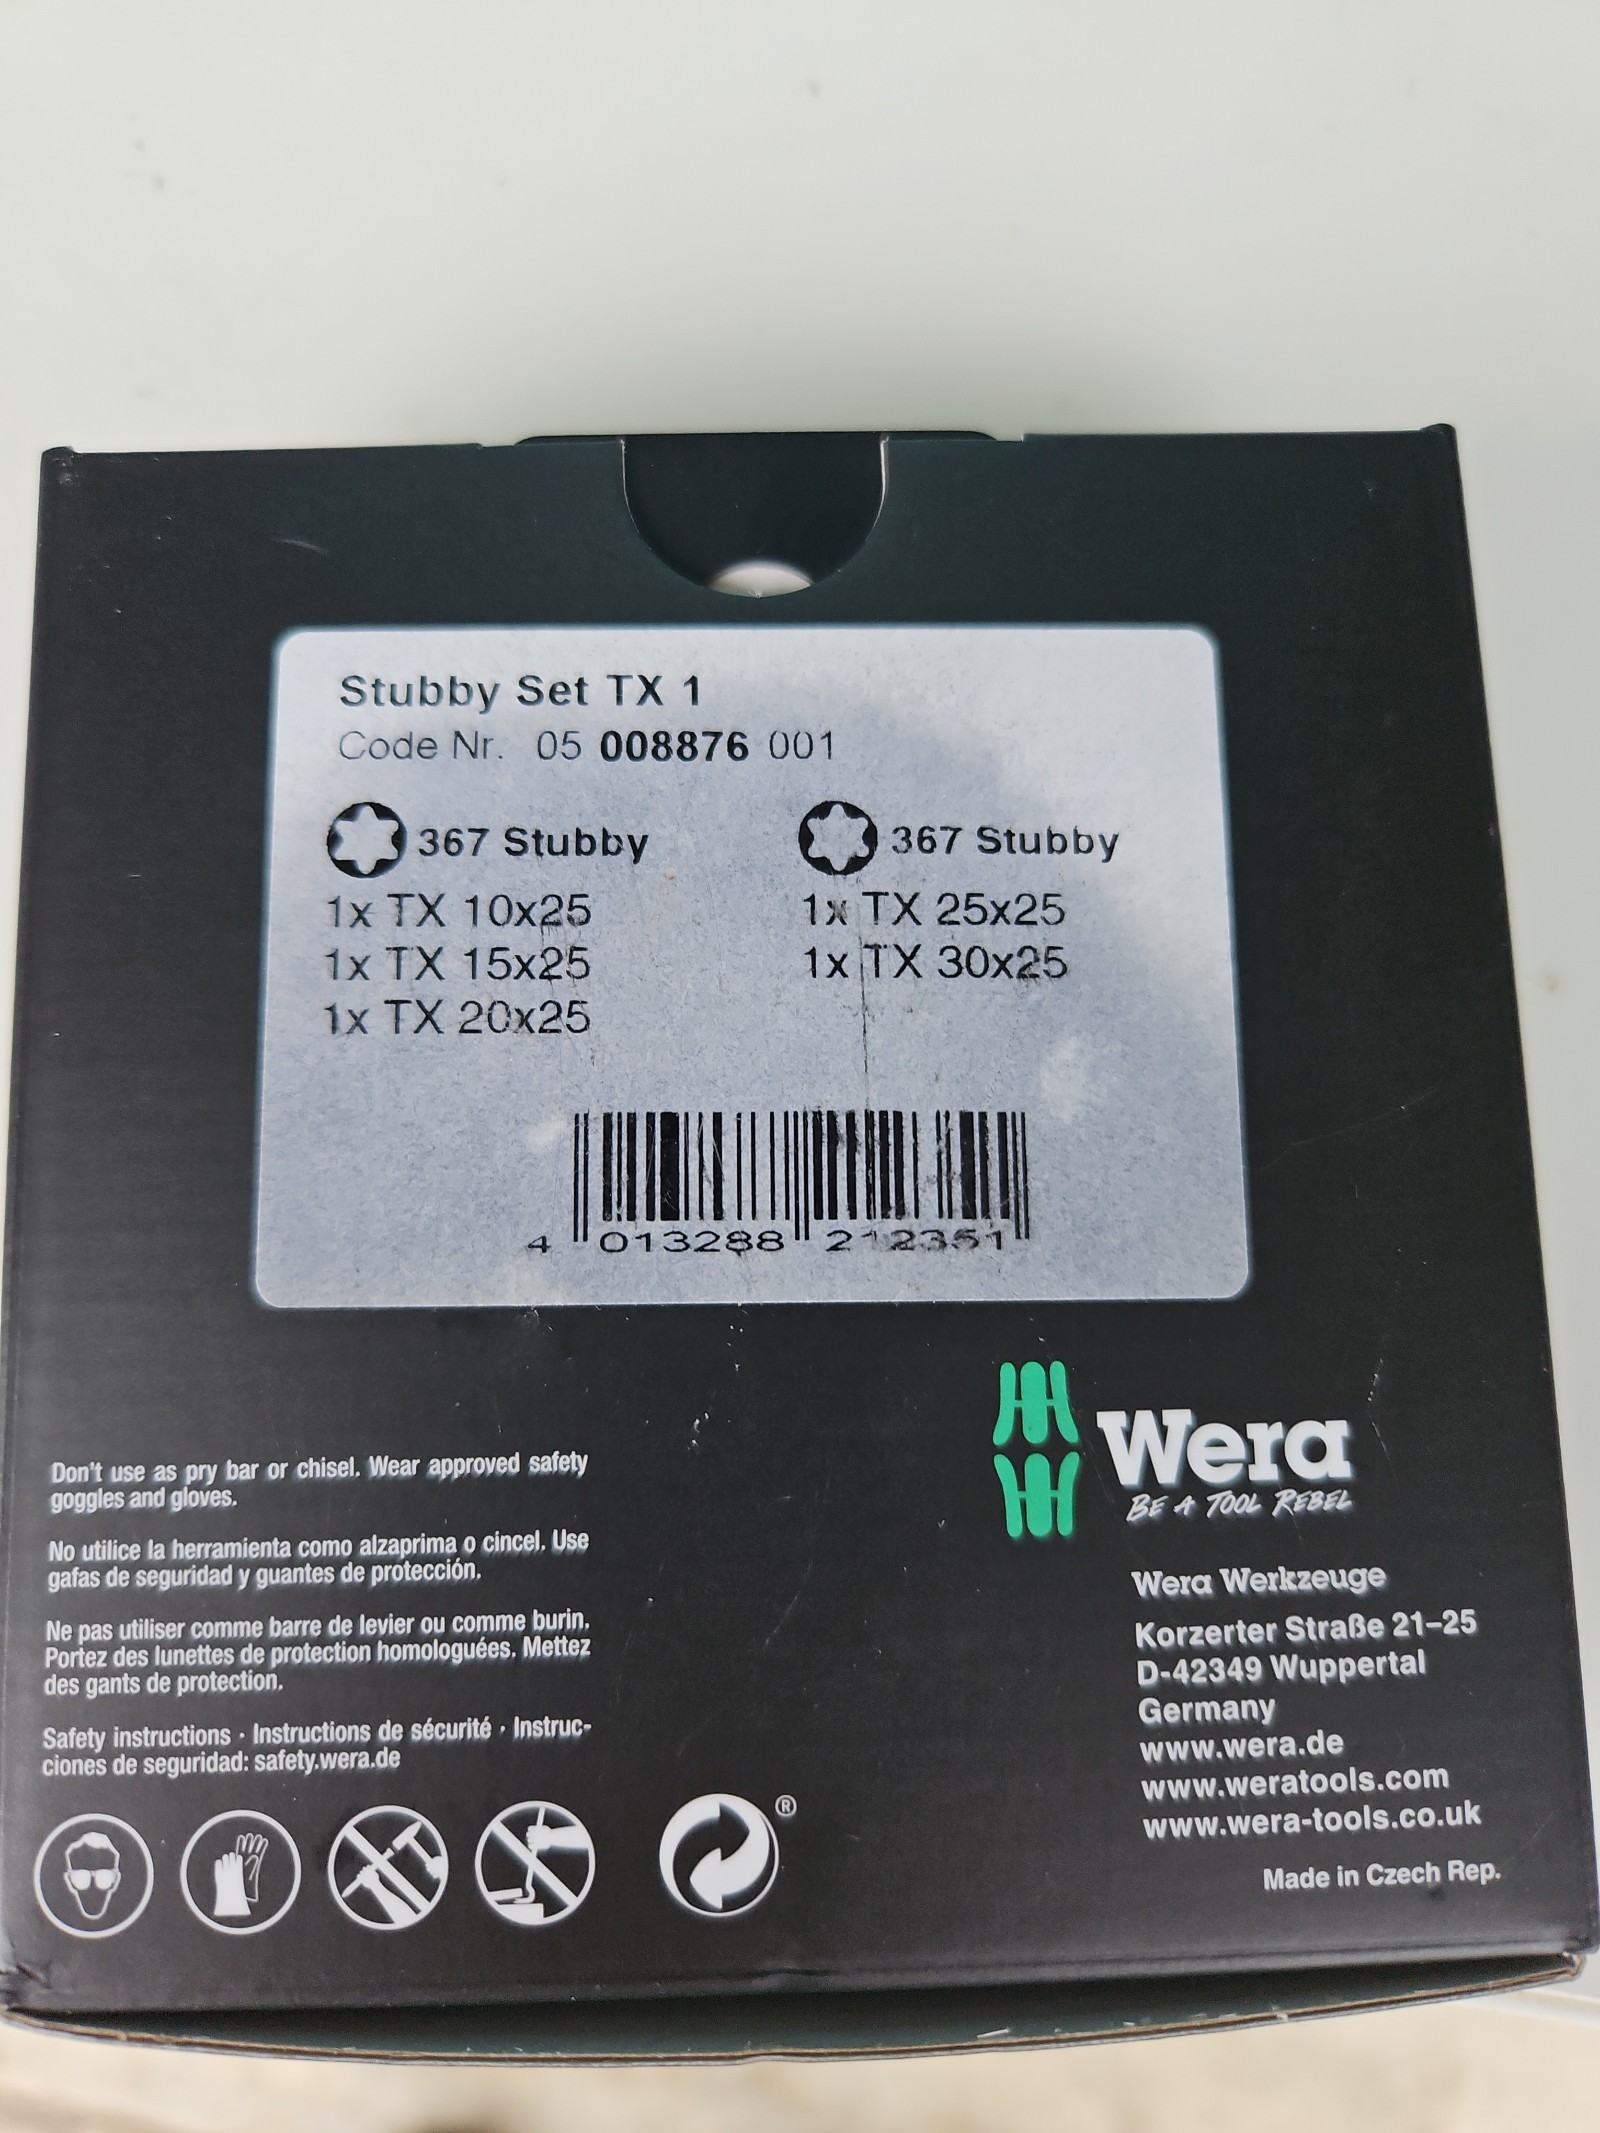 Stubby Set TX 1
Code Nr. 05 008876 001
367 Stubby
1x TX 10x25
1x TX 15x25
1x TX 20x25
367 Stubby
1x TX 25x25
1x TX 30x25
4 013288 212351
Don't use as pry bar or chisel. Wear approved safety
goggles and gloves.
No utilice la herramienta como alzaprima o cincel. Use
gafas de seguridad y guantes de protección.
Ne pas utiliser comme barre de levier ou comme burin.
Portez des lunettes de protection homologuées. Mettez
des gants de protection.
Safety instructions · Instructions de sécurité · Instruc-
ciones de seguridad: safety.wera.de
®
Wera
BE A TOOL REBEL
Wera Werkzeuge
Korzerter Straße 21–25
D-42349 Wuppertal
Germany
www.wera.de
www.weratools.com
www.wera-tools.co.uk
Made in Czech Rep.